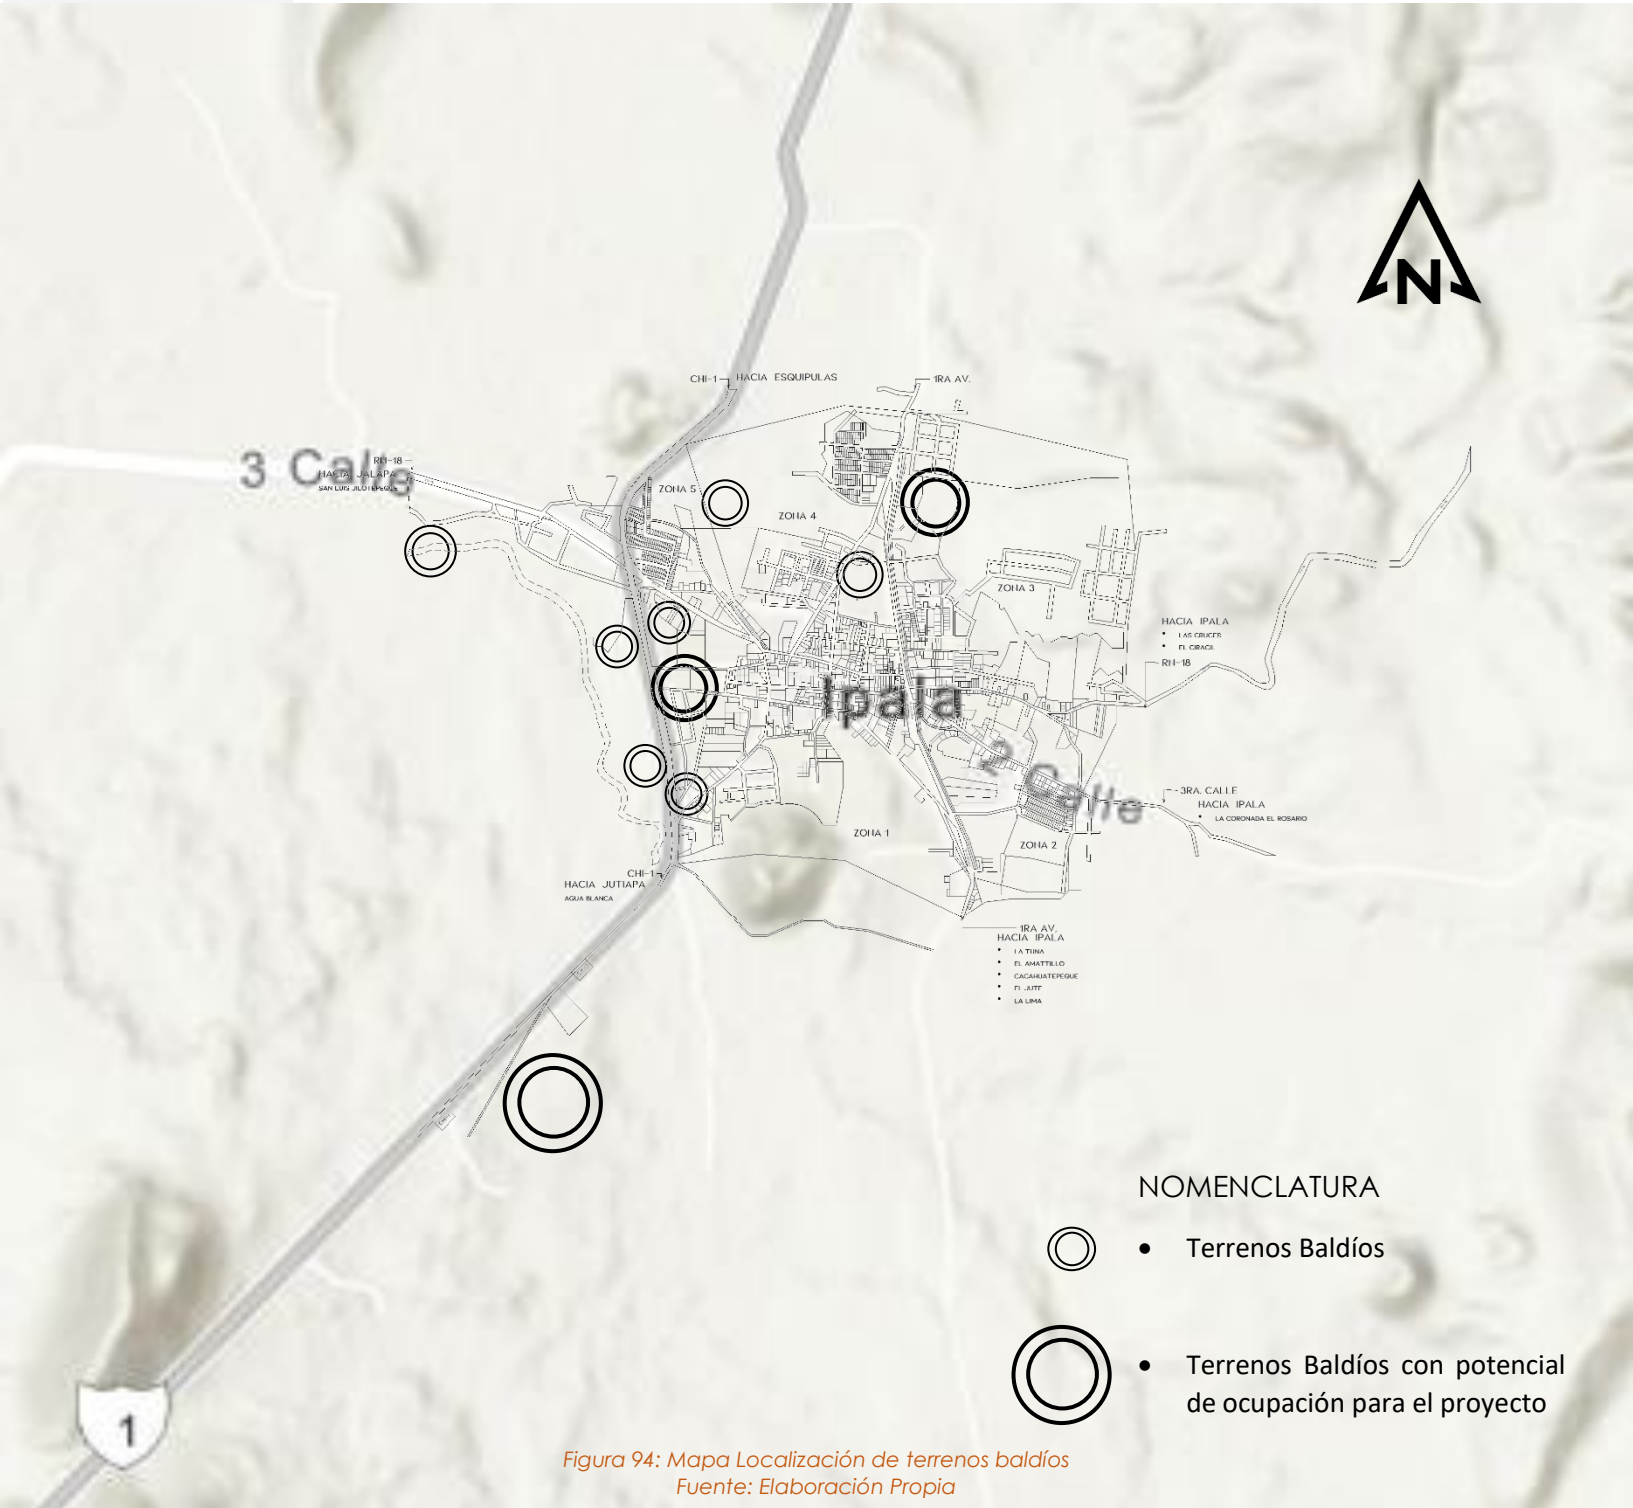 CHI-1
HACIA ESQUIPULAS
1RA AV.
3 Calle
RN-18
HACIA JALAPA
SAN LUIS JILOTEPEQUE
ZONA 5
ZONA 4
ZONA 3
HACIA IPALA
• LAS CRUCES
• EL CIRACIL
RN-18
Ipala
2 Calle
3RA. CALLE
HACIA IPALA
• LA CORONADA EL ROSARIO
ZONA 1
ZONA 2
CHI-1
HACIA JUTIAPA
AGUA BLANCA
1RA AV.
HACIA IPALA
• LA TUNA
• EL AMATILLO
• CACAHUATEPEQUE
• EL JUTE
• LA LIMA
N
NOMENCLATURA
• Terrenos Baldíos
• Terrenos Baldíos con potencial
de ocupación para el proyecto
1
Figura 94: Mapa Localización de terrenos baldíos
Fuente: Elaboración Propia